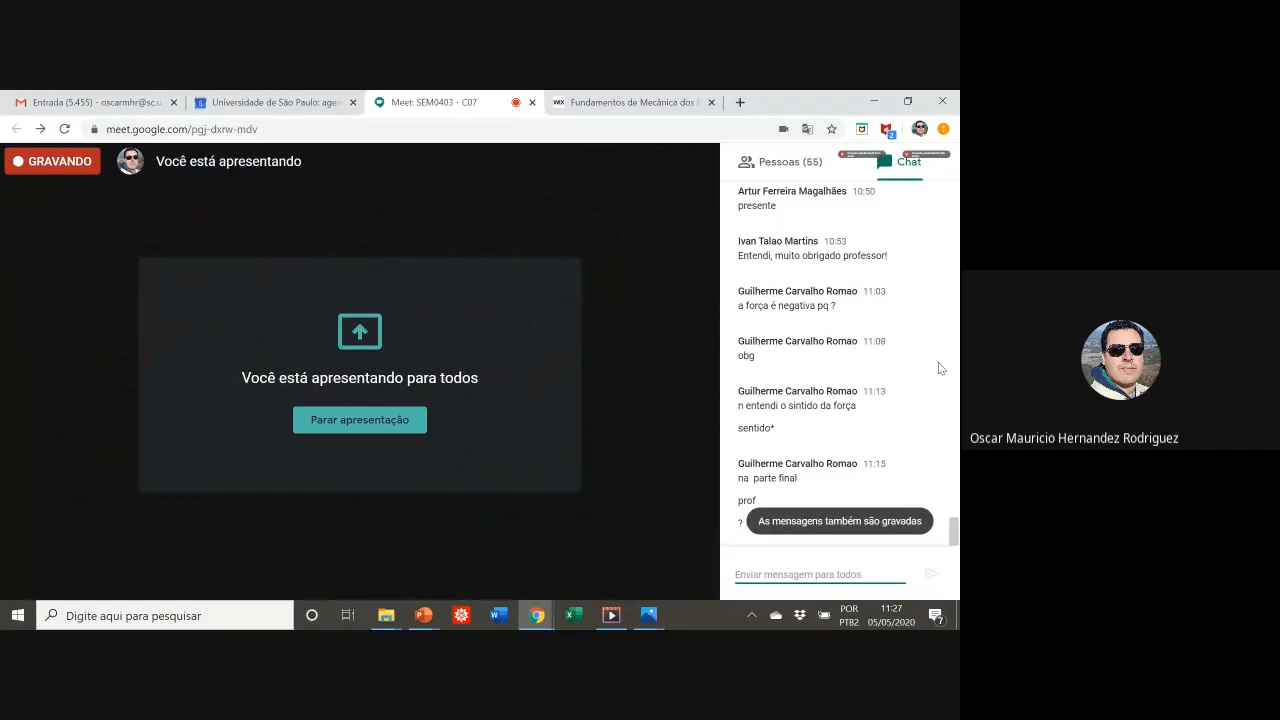 Entrada (5.455) - oscarmhr@sc.u
Universidade de São Paulo: agen
Meet: SEM0403 - C07
WIX Fundamentos de Mecânica dos
meet.google.com/pgj-dxrw-mdv
GRAVANDO
Você está apresentando
Pessoas (55)
Chat
Artur Ferreira Magalhães 10:50
presente
Ivan Talao Martins 10:53
Entendi, muito obrigado professor!
Guilherme Carvalho Romao 11:03
a força é negativa pq ?
Guilherme Carvalho Romao 11:08
obg
Guilherme Carvalho Romao 11:13
n entendi o sintido da força
sentido*
Guilherme Carvalho Romao 11:15
na parte final
prof
?
As mensagens também são gravadas
Enviar mensagem para todos
Você está apresentando para todos
Parar apresentação
Oscar Mauricio Hernandez Rodriguez
Digite aqui para pesquisar
POR
PTB2
11:27
05/05/2020
7